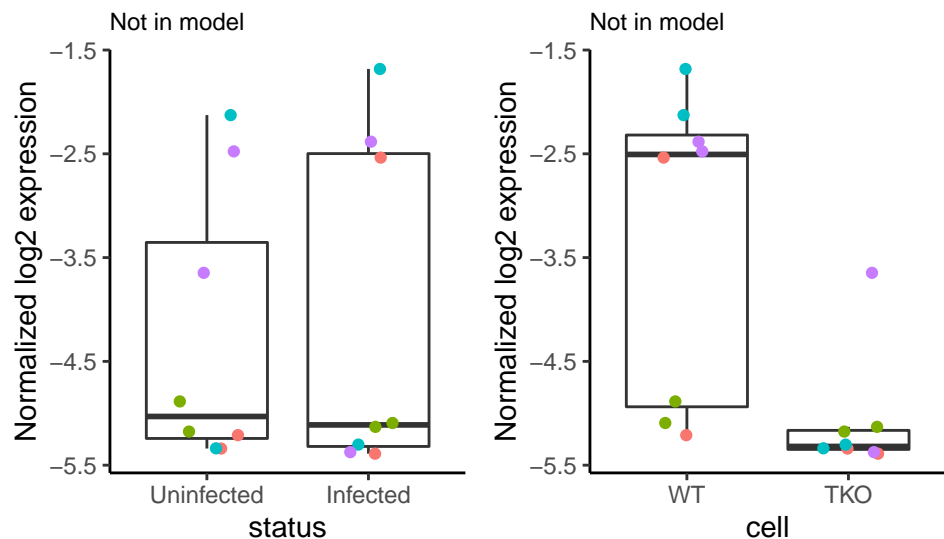 Not in model
Normalized log2 expression
−1.5
−2.5
−3.5
−4.5
−5.5
Uninfected
Infected
status
Not in model
Normalized log2 expression
−1.5
−2.5
−3.5
−4.5
−5.5
WT
TKO
cell